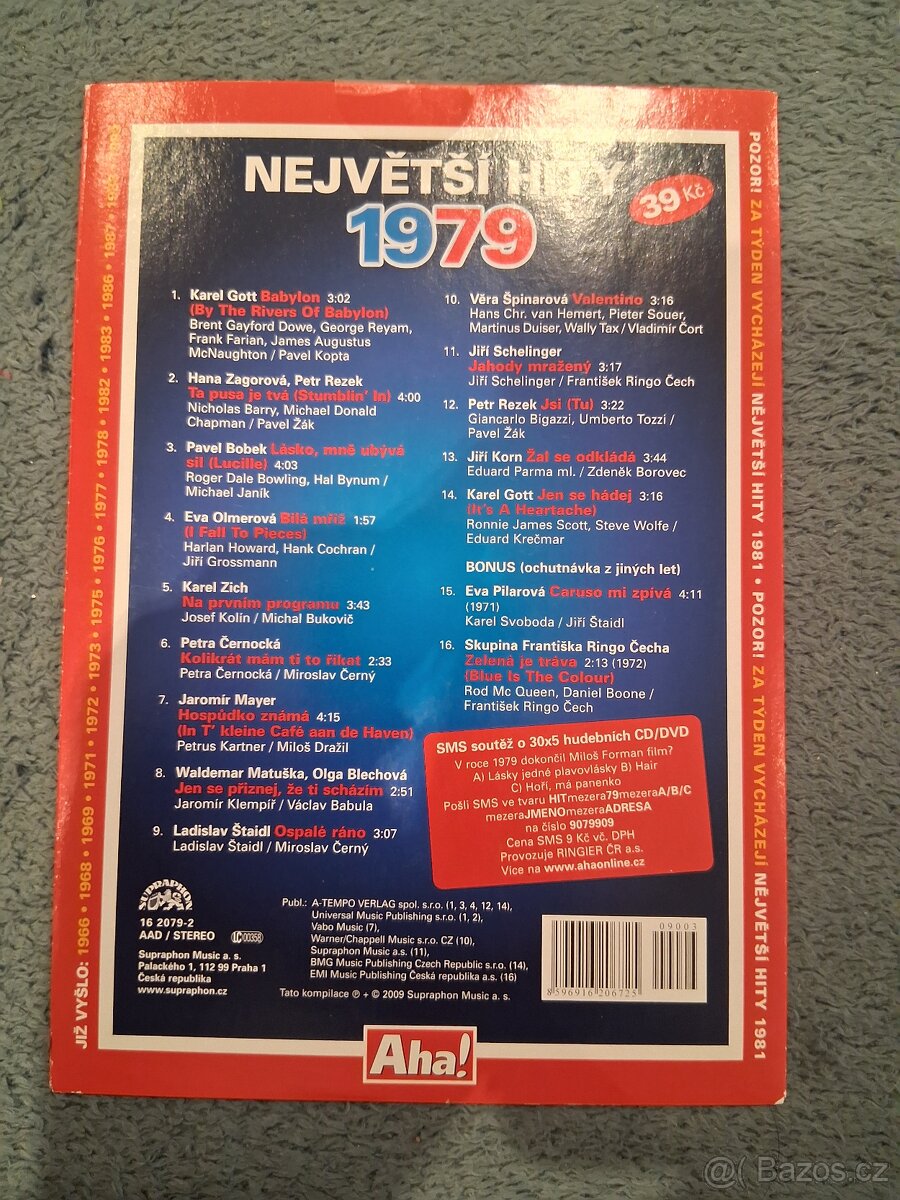 NEJVĚTŠÍ HITY
1979
39 Kč
1. Karel Gott Babylon 3:02
(By The Rivers Of Babylon)
Brent Gayford Dowe, George Reyam,
Frank Farian, James Augustus
McNaughton / Pavel Kopta
2. Hana Zagorová, Petr Rezek
Ta pusa je tvá (Stumblin' In) 4:00
Nicholas Barry, Michael Donald
Chapman / Pavel Žák
3. Pavel Bobek Lásko, mně ubývá
sil (Lucille) 4:03
Roger Dale Bowling, Hal Bynum /
Michael Janík
4. Eva Olmerová Bílá mříž 1:57
(I Fall To Pieces)
Harlan Howard, Hank Cochran /
Jiří Grossmann
5. Karel Zich
Na prvním programu 3:43
Josef Kolín / Michal Bukovič
6. Petra Černocká
Kolikrát mám ti to říkat 2:33
Petra Černocká / Miroslav Černý
7. Jaromír Mayer
Hospůdko známá 4:15
(In T' kleine Café aan de Haven)
Petrus Kartner / Miloš Dražil
8. Waldemar Matuška, Olga Blechová
Jen se přiznej, že ti scházím 2:51
Jaromír Klempíř / Václav Babula
9. Ladislav Štaidl Ospalé ráno 3:07
Ladislav Štaidl / Miroslav Černý
10. Věra Špinarová Valentino 3:16
Hans Chr. van Hemert, Pieter Souer,
Martinus Duiser, Wally Tax / Vladimír Čort
11. Jiří Schelinger
Jahody mražený 3:17
Jiří Schelinger / František Ringo Čech
12. Petr Rezek Jsi (Tu) 3:22
Giancarlo Bigazzi, Umberto Tozzi /
Pavel Žák
13. Jiří Korn Žal se odkládá 3:44
Eduard Parma ml. / Zdeněk Borovec
14. Karel Gott Jen se hádej 3:16
(It's A Heartache)
Ronnie James Scott, Steve Wolfe /
Eduard Krečmar
BONUS (ochutnávka z jiných let)
15. Eva Pilarová Caruso mi zpívá 4:11
(1971)
Karel Svoboda / Jiří Štaidl
16. Skupina Františka Ringo Čecha
Zelená je tráva 2:13 (1972)
(Blue Is The Colour)
Rod Mc Queen, Daniel Boone /
František Ringo Čech
SMS soutěž o 30x5 hudebních CD/DVD
V roce 1979 dokončil Miloš Forman film?
A) Lásky jedné plavovlásky B) Hair
C) Hoří, má panenko
Pošli SMS ve tvaru HITmezera79mezeraA/B/C
mezeraJMENOmezeraADRESA
na číslo 9079909
Cena SMS 9 Kč vč. DPH
Provozuje RINGIER ČR a.s.
Více na www.ahaonline.cz
SUPRAPHON
16 2079-2
AAD / STEREO
LC 00358
Supraphon Music a. s.
Palackého 1, 112 99 Praha 1
Česká republika
www.supraphon.cz
Publ.: A-TEMPO VERLAG spol. s.r.o. (1, 3, 4, 12, 14),
Universal Music Publishing s.r.o. (1, 2),
Vabo Music (7),
Warner/Chappell Music s.r.o. CZ (10),
Supraphon Music a.s. (11),
BMG Music Publishing Czech Republic s.r.o. (14),
EMI Music Publishing Česká republika a.s. (16)
Tato kompilace ℗ + © 2009 Supraphon Music a. s.
09003
8 596916 206725
Aha!
JIŽ VYŠLO: 1966 • 1968 • 1969 • 1971 • 1972 • 1973 • 1975 • 1976 • 1977 • 1978 • 1982 • 1983 • 1986 • 1987
POZOR! ZA TÝDEN VYCHÁZEJÍ NEJVĚTŠÍ HITY 1981 • POZOR! ZA TÝDEN VYCHÁZEJÍ NEJVĚTŠÍ HITY 1981
@( Bazos.cz